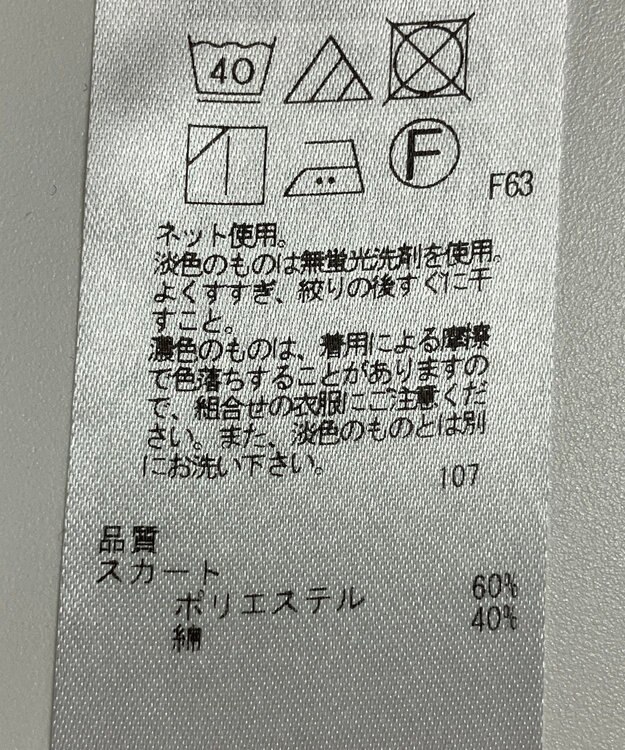 40
F
F63
ネット使用。
淡色のものは無蛍光洗剤を使用。
よくすすぎ、絞りの後すぐに干
すこと。
濃色のものは、着用による摩擦
で色落ちすることがありますの
で、組合せの衣服にご注意くだ
さい。また、淡色のものとは別
にお洗い下さい。
107
品質
スカート
ポリエステル 60%
綿 40%